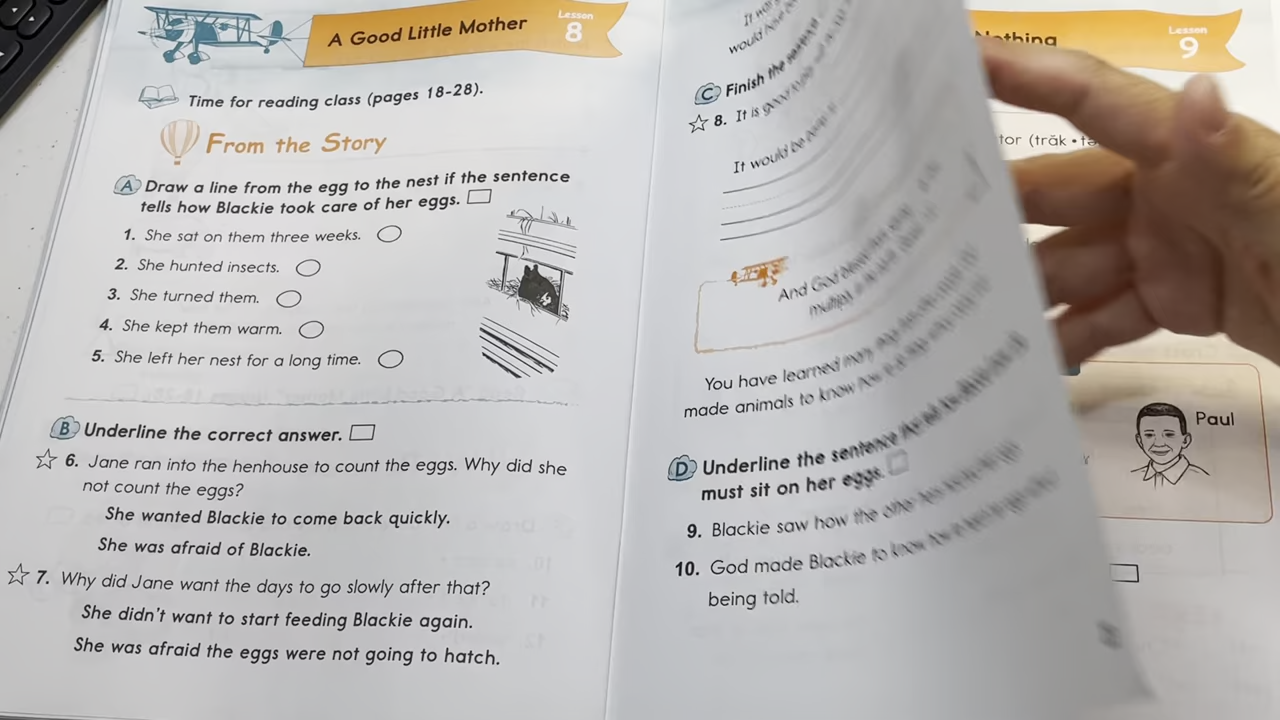 A Good Little Mother
Lesson
8
Time for reading class (pages 18-28).
From the Story
A Draw a line from the egg to the nest if the sentence
tells how Blackie took care of her eggs.
1. She sat on them three weeks.
2. She hunted insects.
3. She turned them.
4. She kept them warm.
5. She left her nest for a long time.
B Underline the correct answer.
6. Jane ran into the henhouse to count the eggs. Why did she
not count the eggs?
She wanted Blackie to come back quickly.
She was afraid of Blackie.
7. Why did Jane want the days to go slowly after that?
She didn't want to start feeding Blackie again.
She was afraid the eggs were not going to hatch.
would
C Finish the
8. It is good to
It would be
And God
You have learned
made animals to know how
D Underline the sentence
must sit on her eggs.
9. Blackie saw how the other
10. God made Blackie to know
being told.
Lesson
9
Paul